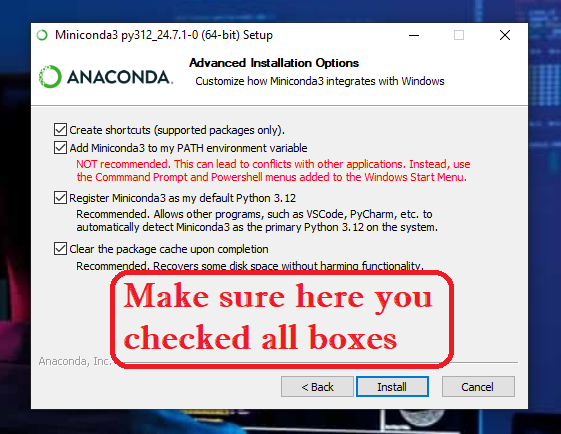 Miniconda3 py312_24.7.1-0 (64-bit) Setup
ANACONDA.
Advanced Installation Options
Customize how Miniconda3 integrates with Windows
Create shortcuts (supported packages only).
Add Miniconda3 to my PATH environment variable
NOT recommended. This can lead to conflicts with other applications. Instead, use
the Commmand Prompt and Powershell menus added to the Windows Start Menu.
Register Miniconda3 as my default Python 3.12
Recommended. Allows other programs, such as VSCode, PyCharm, etc. to
automatically detect Miniconda3 as the primary Python 3.12 on the system.
Clear the package cache upon completion
Recommended. Recovers some disk space without harming functionality.
Make sure here you
checked all boxes
Anaconda, Inc.
< Back
Install
Cancel